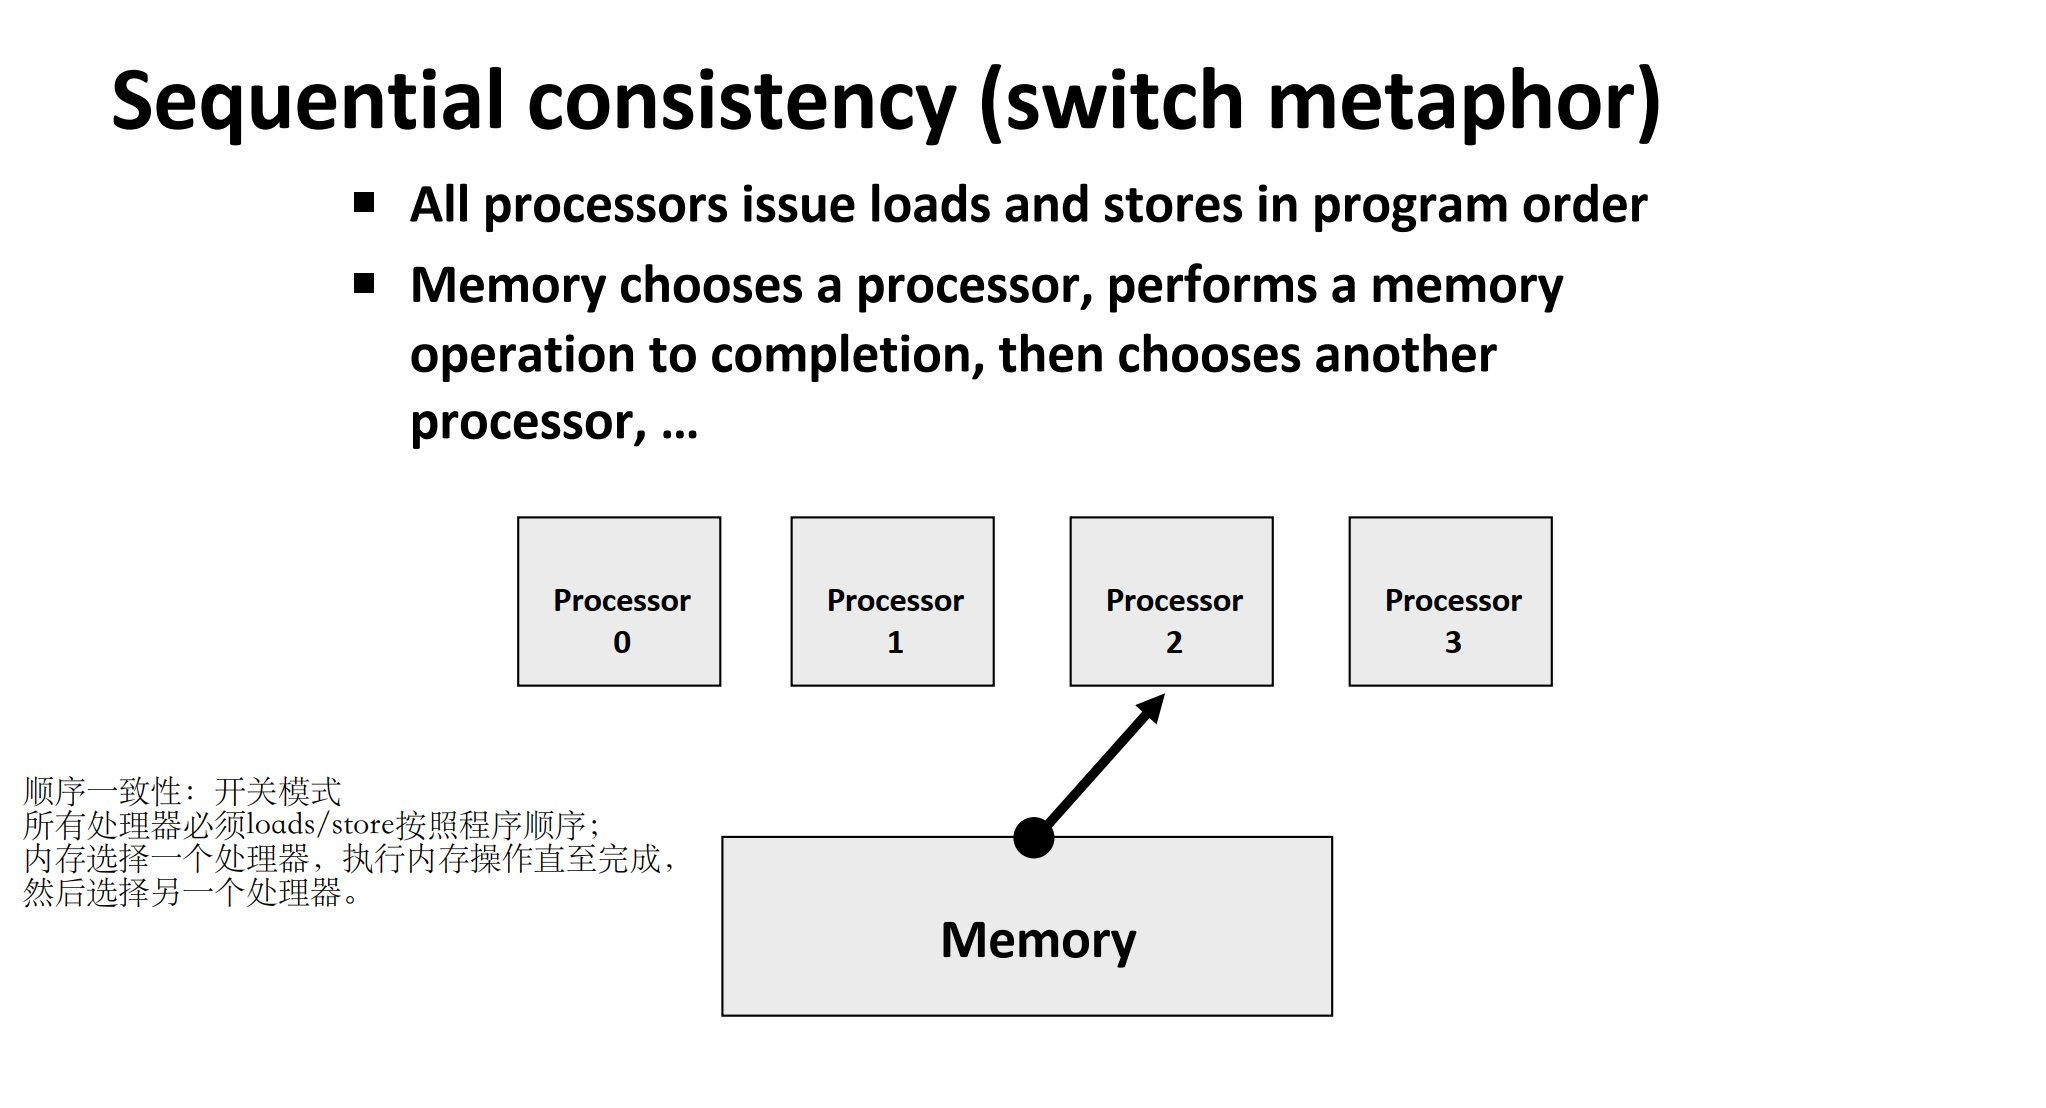 Sequential consistency (switch metaphor)
All processors issue loads and stores in program order
Memory chooses a processor, performs a memory
operation to completion, then chooses another
processor, …
Processor
0
Processor
1
Processor
2
Processor
3
顺序一致性：开关模式
所有处理器必须loads/store按照程序顺序；
内存选择一个处理器，执行内存操作直至完成，
然后选择另一个处理器。
Memory